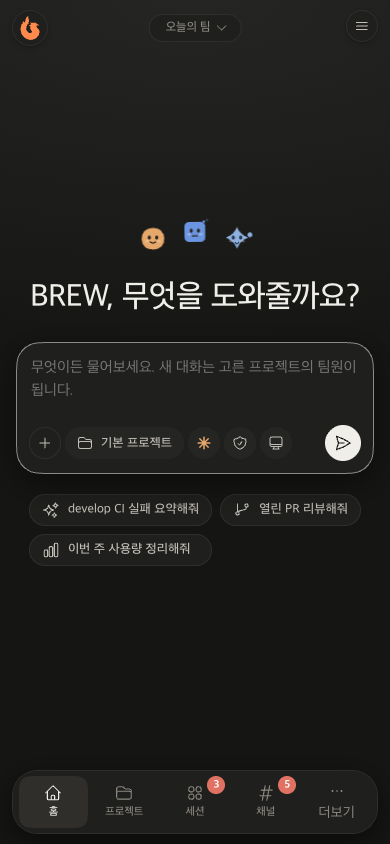 오늘의 팀
BREW, 무엇을 도와줄까요?
무엇이든 물어보세요. 새 대화는 고른 프로젝트의 팀원이
됩니다.
기본 프로젝트
develop CI 실패 요약해줘
열린 PR 리뷰해줘
이번 주 사용량 정리해줘
3
5
홈
프로젝트
세션
채널
더보기